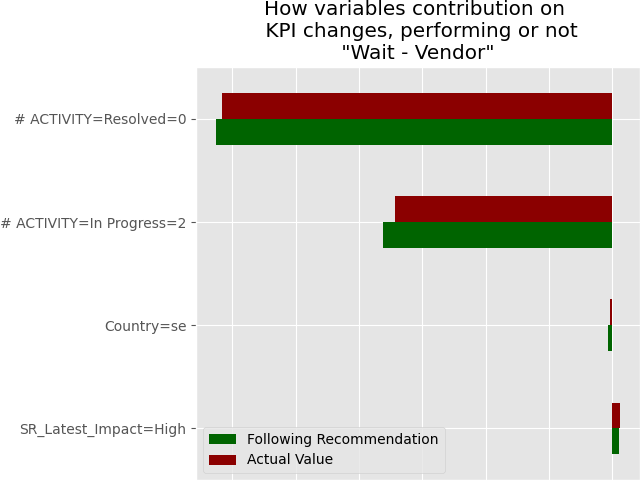 How variables contribution on
KPI changes, performing or not
"Wait - Vendor"
# ACTIVITY=Resolved=0
# ACTIVITY=In Progress=2
Country=se
SR_Latest_Impact=High
Following Recommendation
Actual Value